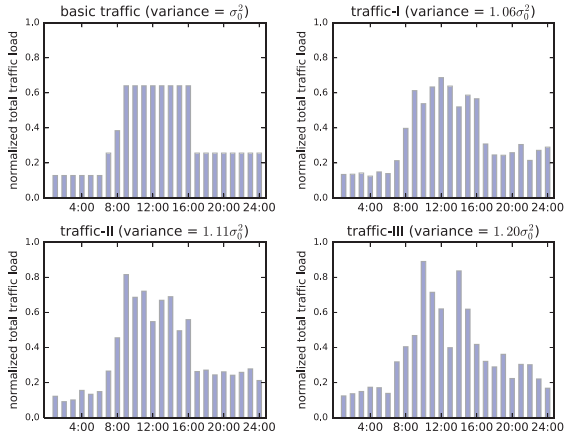 basic traffic (variance = σ₀²)
normalized total traffic load
1.0
0.8
0.6
0.4
0.2
0.0
4:00 8:00 12:00 16:00 20:00 24:00
traffic-I (variance = 1.06σ₀²)
normalized total traffic load
1.0
0.8
0.6
0.4
0.2
0.0
4:00 8:00 12:00 16:00 20:00 24:00
traffic-II (variance = 1.11σ₀²)
normalized total traffic load
1.0
0.8
0.6
0.4
0.2
0.0
4:00 8:00 12:00 16:00 20:00 24:00
traffic-III (variance = 1.20σ₀²)
normalized total traffic load
1.0
0.8
0.6
0.4
0.2
0.0
4:00 8:00 12:00 16:00 20:00 24:00